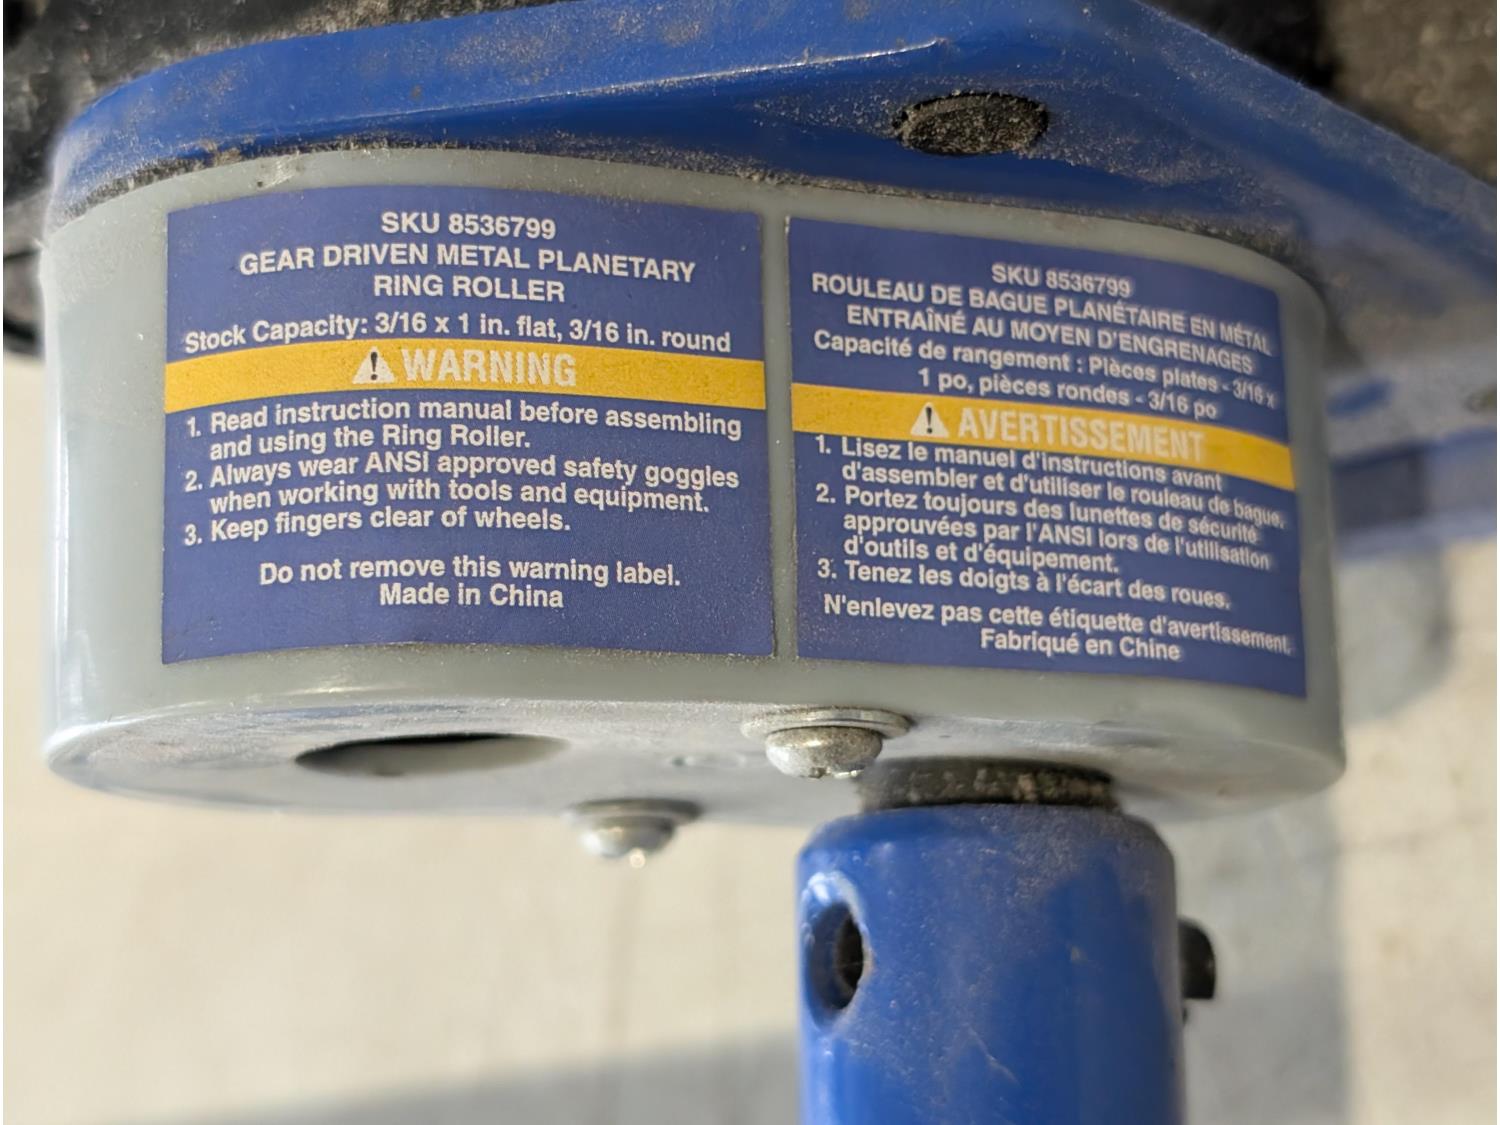 SKU 8536799
GEAR DRIVEN METAL PLANETARY
RING ROLLER
Stock Capacity: 3/16 x 1 in. flat, 3/16 in. round
WARNING
1. Read instruction manual before assembling
and using the Ring Roller.
2. Always wear ANSI approved safety goggles
when working with tools and equipment.
3. Keep fingers clear of wheels.
Do not remove this warning label.
Made in China
SKU 8536799
ROULEAU DE BAGUE PLANÉTAIRE EN MÉTAL
ENTRAÎNÉ AU MOYEN D'ENGRENAGES
Capacité de rangement : Pièces plates - 3/16 x
1 po, pièces rondes - 3/16 po
AVERTISSEMENT
1. Lisez le manuel d'instructions avant
d'assembler et d'utiliser le rouleau de bague.
2. Portez toujours des lunettes de sécurité
approuvées par l'ANSI lors de l'utilisation
d'outils et d'équipement.
3. Tenez les doigts à l'écart des roues.
N'enlevez pas cette étiquette d'avertissement.
Fabriqué en Chine